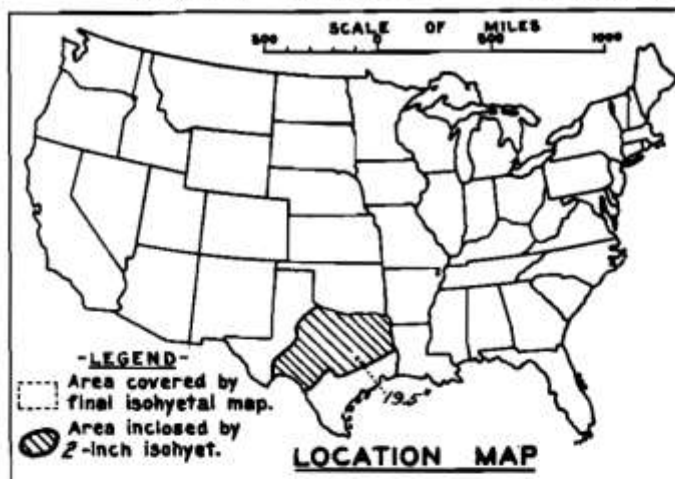 SCALE OF MILES
500 0 500 1000
-LEGEND-
Area covered by
final isohyetal map.
Area inclosed by
2-inch isohyet.
19.5"
LOCATION MAP